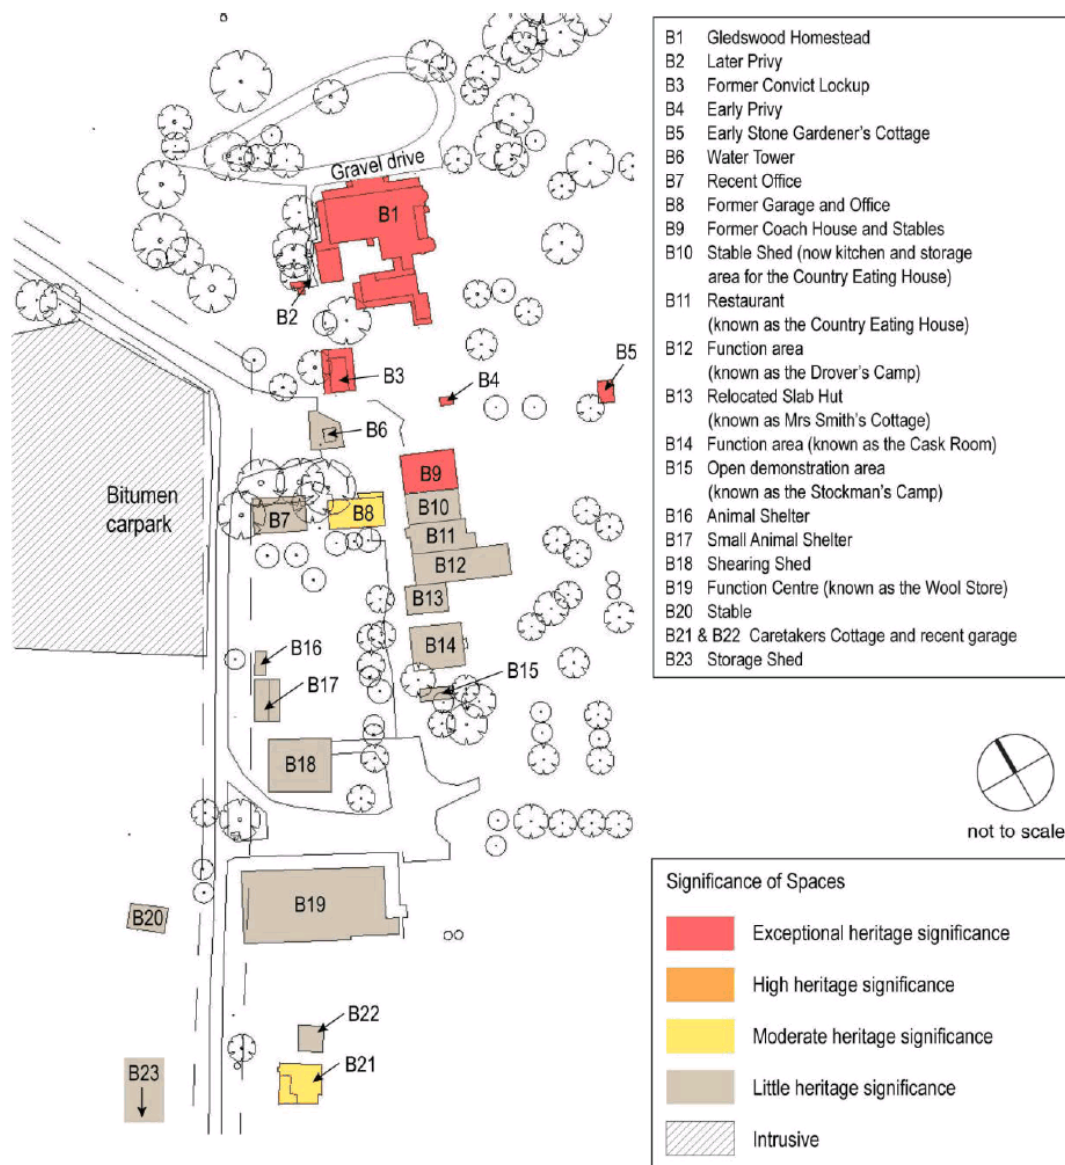 Gravel drive
B1
B2
B3
B4
B5
B6
B9
Bitumen
carpark
B7
B8
B10
B11
B12
B13
B14
B16
B15
B17
B18
B19
B20
B22
B21
B23
B1 Gledswood Homestead
B2 Later Privy
B3 Former Convict Lockup
B4 Early Privy
B5 Early Stone Gardener's Cottage
B6 Water Tower
B7 Recent Office
B8 Former Garage and Office
B9 Former Coach House and Stables
B10 Stable Shed (now kitchen and storage
area for the Country Eating House)
B11 Restaurant
(known as the Country Eating House)
B12 Function area
(known as the Drover's Camp)
B13 Relocated Slab Hut
(known as Mrs Smith's Cottage)
B14 Function area (known as the Cask Room)
B15 Open demonstration area
(known as the Stockman's Camp)
B16 Animal Shelter
B17 Small Animal Shelter
B18 Shearing Shed
B19 Function Centre (known as the Wool Store)
B20 Stable
B21 & B22 Caretakers Cottage and recent garage
B23 Storage Shed
not to scale
Significance of Spaces
Exceptional heritage significance
High heritage significance
Moderate heritage significance
Little heritage significance
Intrusive